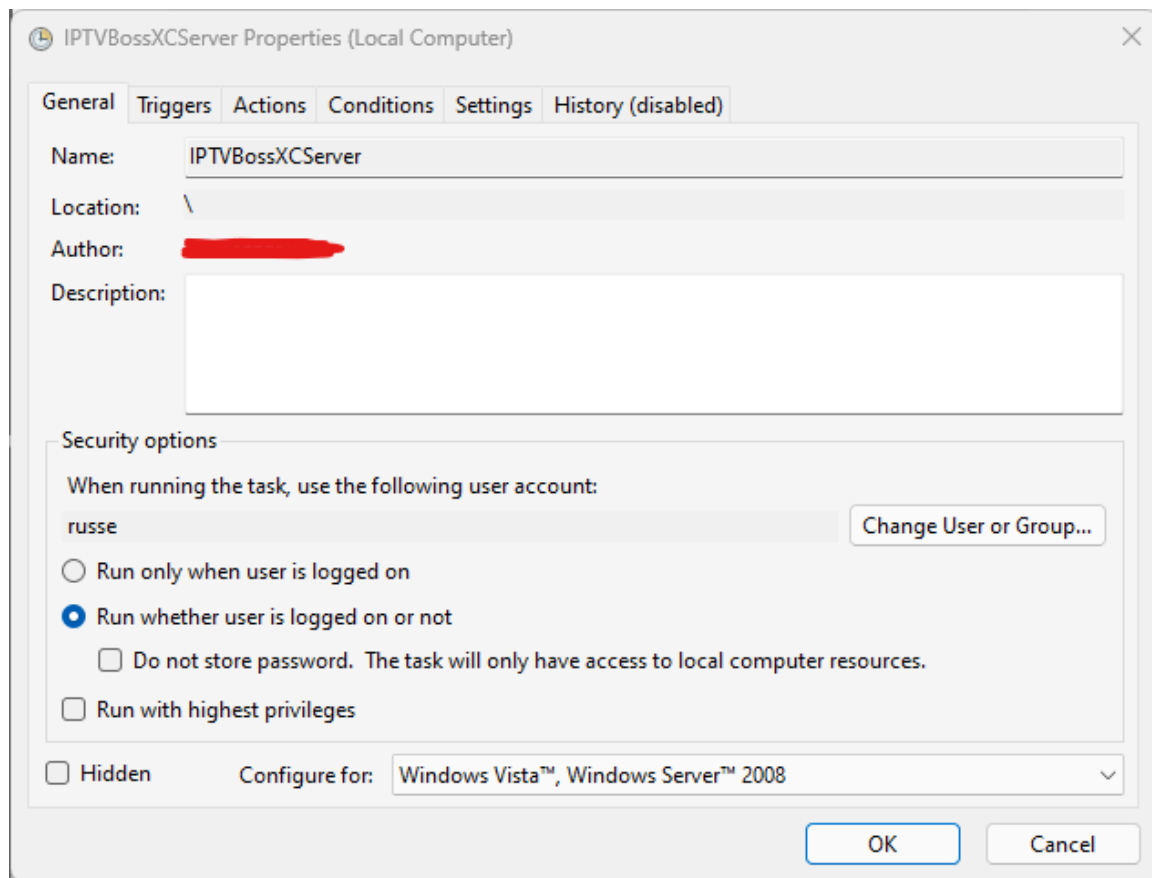 IPTVBossXCServer Properties (Local Computer)
General Triggers Actions Conditions Settings History (disabled)
Name: IPTVBossXCServer
Location: \
Author:
Description:
Security options
When running the task, use the following user account:
russe Change User or Group...
Run only when user is logged on
Run whether user is logged on or not
Do not store password. The task will only have access to local computer resources.
Run with highest privileges
Hidden Configure for: Windows Vista™, Windows Server™ 2008
OK Cancel